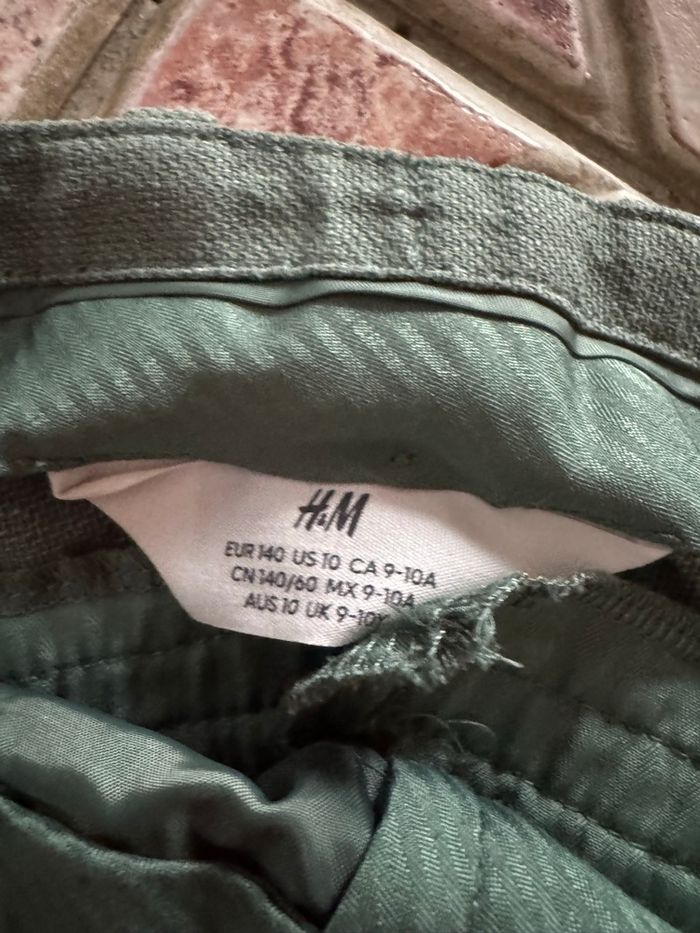 H&M
EUR 140 US 10 CA 9-10A
CN 140/60 MX 9-10A
AUS 10 UK 9-10Y